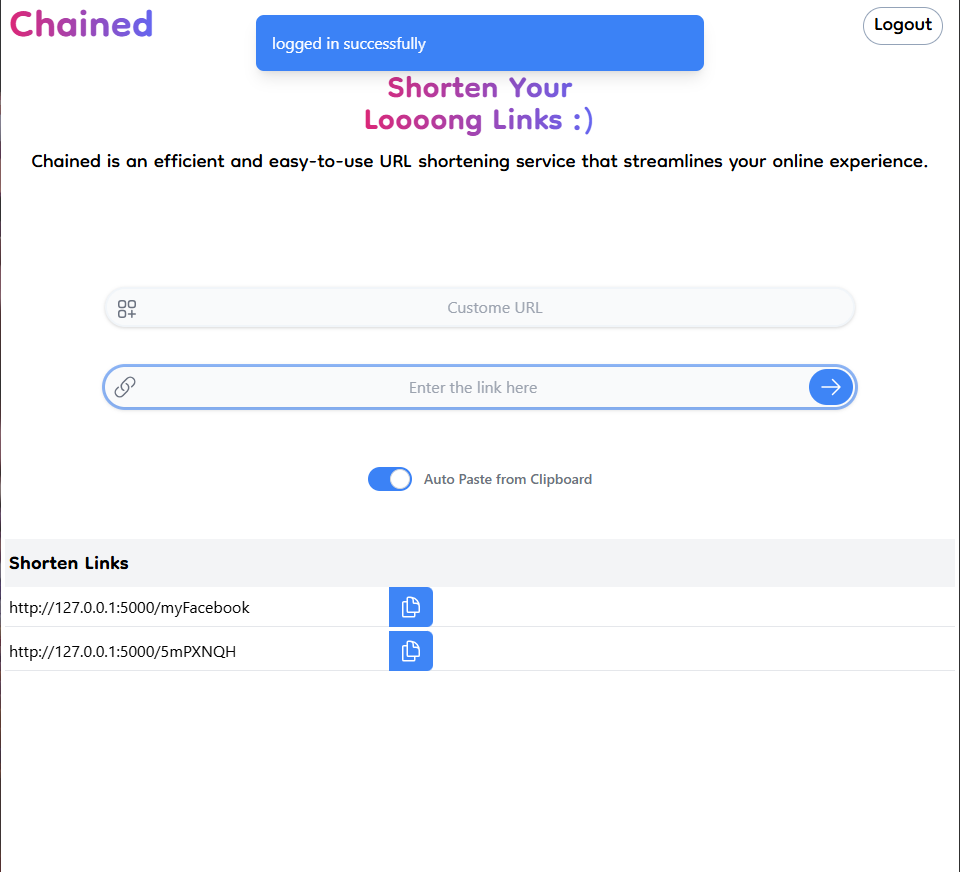 Chained
logged in successfully
Logout
Shorten Your
Loooong Links :)
Chained is an efficient and easy-to-use URL shortening service that streamlines your online experience.
Custome URL
Enter the link here
Auto Paste from Clipboard
Shorten Links
http://127.0.0.1:5000/myFacebook
http://127.0.0.1:5000/5mPXNQH